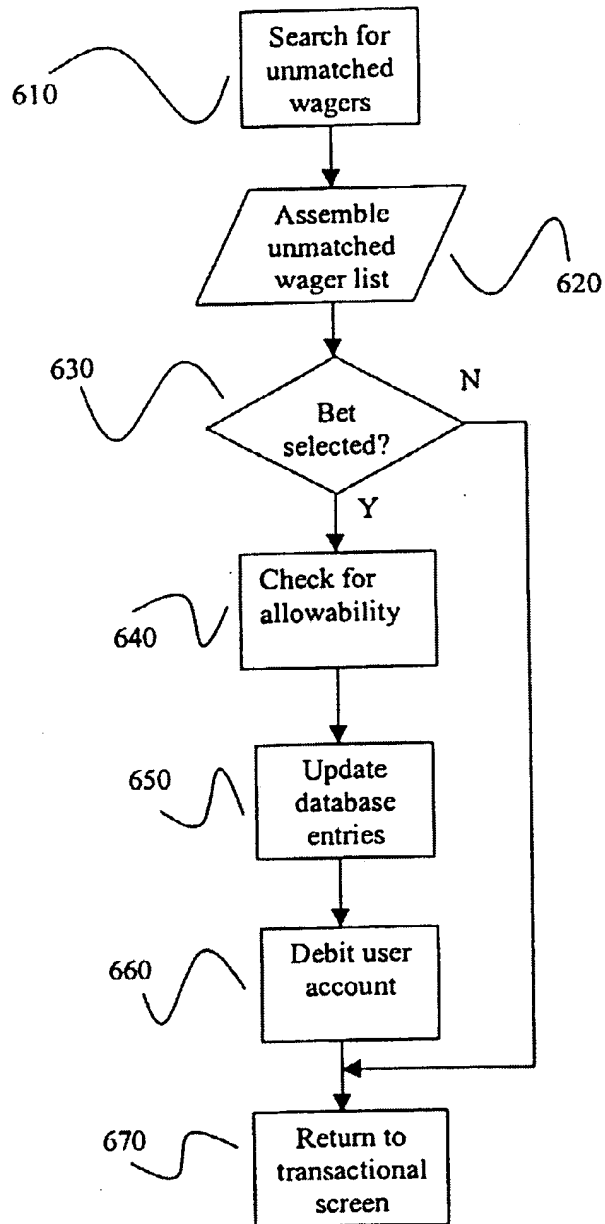 Search for
unmatched
wagers
610
Assemble
unmatched
wager list
620
630
N
Bet
selected?
Y
Check for
allowability
640
650
Update
database
entries
660
Debit user
account
670
Return to
transactional
screen